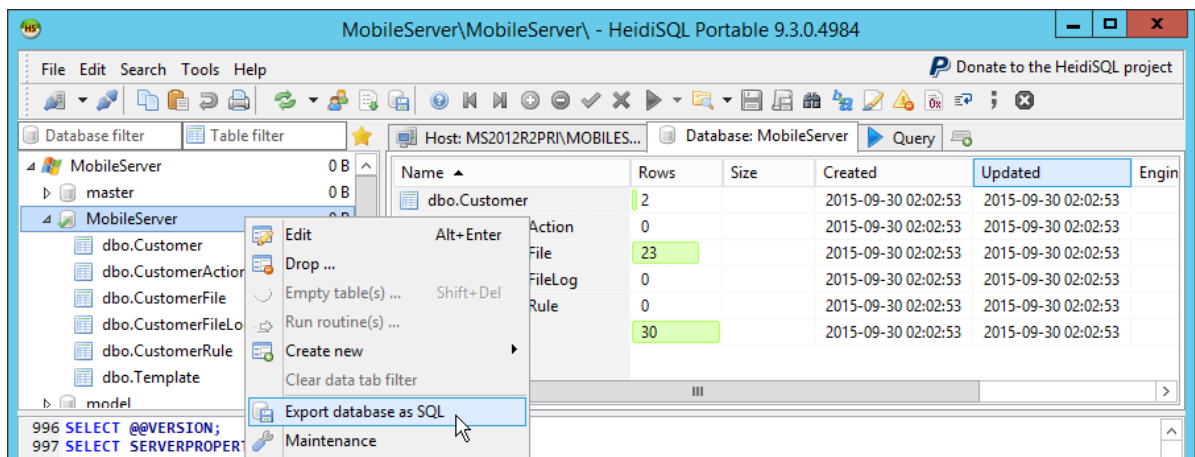 HS
MobileServer\MobileServer\ - HeidiSQL Portable 9.3.0.4984
File Edit Search Tools Help
Donate to the HeidiSQL project
Database filter
Table filter
Host: MS2012R2PRI\MOBILES...
Database: MobileServer
Query
MobileServer 0 B
master 0 B
MobileServer
dbo.Customer
dbo.CustomerAction
dbo.CustomerFile
dbo.CustomerFileLo
dbo.CustomerRule
dbo.Template
model
Name Rows Size Created Updated Engin
dbo.Customer 2 2015-09-30 02:02:53 2015-09-30 02:02:53
Action 0 2015-09-30 02:02:53 2015-09-30 02:02:53
File 23 2015-09-30 02:02:53 2015-09-30 02:02:53
FileLog 0 2015-09-30 02:02:53 2015-09-30 02:02:53
Rule 0 2015-09-30 02:02:53 2015-09-30 02:02:53
30 2015-09-30 02:02:53 2015-09-30 02:02:53
Edit Alt+Enter
Drop ...
Empty table(s) ... Shift+Del
Run routine(s) ...
Create new
Clear data tab filter
Export database as SQL
Maintenance
996 SELECT @@VERSION;
997 SELECT SERVERPROPERT